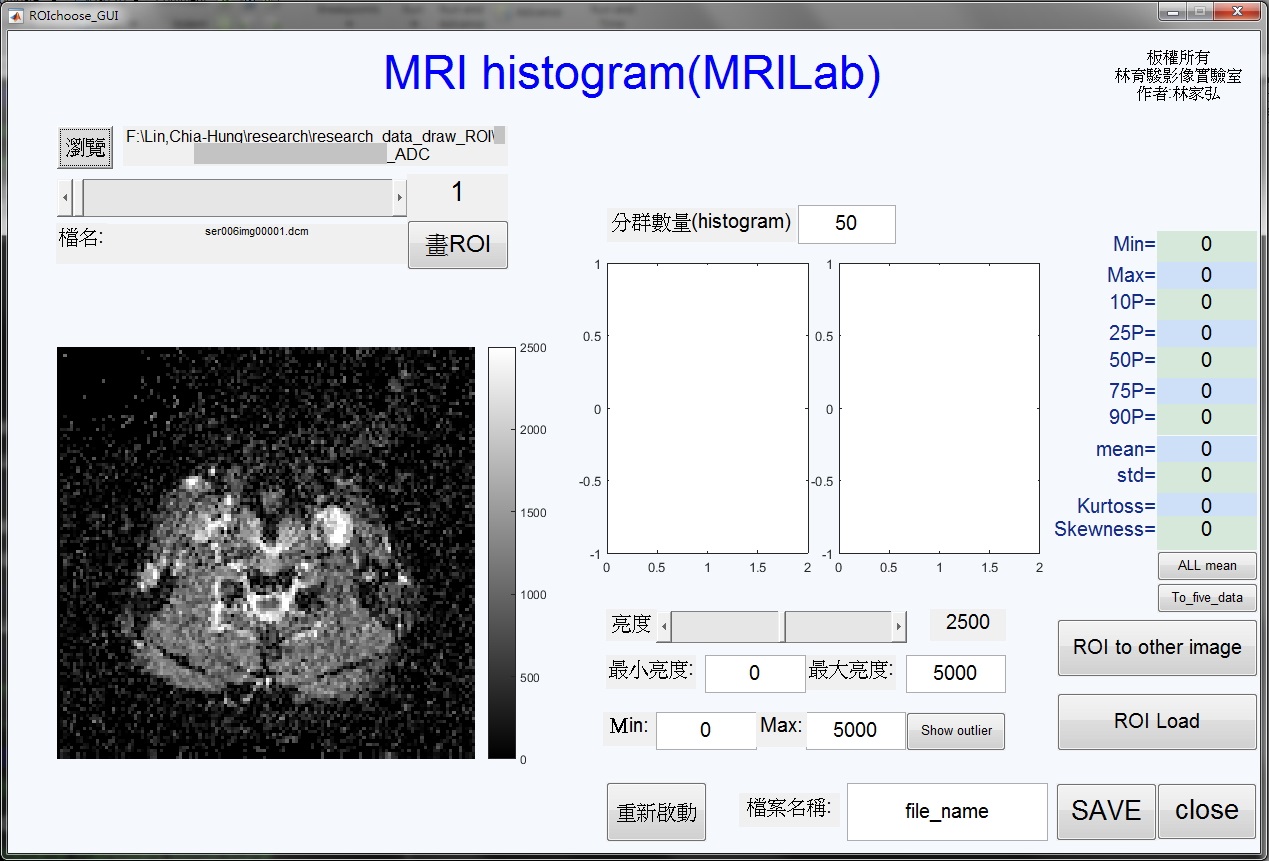 ROIchoose_GUI
MRI histogram(MRILab)
板權所有
林育駿影像實驗室
作者:林家弘
瀏覽
F:\Lin,Chia-Hung\research\research_data_draw_ROI\
_ADC
1
檔名:
ser006img00001.dcm
畫ROI
分群數量(histogram)
50
2500
2000
1500
1000
500
0
1
0.5
0
-0.5
-1
0 0.5 1 1.5 2
1
0.5
0
-0.5
-1
0 0.5 1 1.5 2
Min= 0
Max= 0
10P= 0
25P= 0
50P= 0
75P= 0
90P= 0
mean= 0
std= 0
Kurtoss= 0
Skewness= 0
ALL mean
To_five_data
亮度 2500
最小亮度: 0 最大亮度: 5000
Min: 0 Max: 5000 Show outlier
ROI to other image
ROI Load
重新啟動
檔案名稱: file_name
SAVE
close